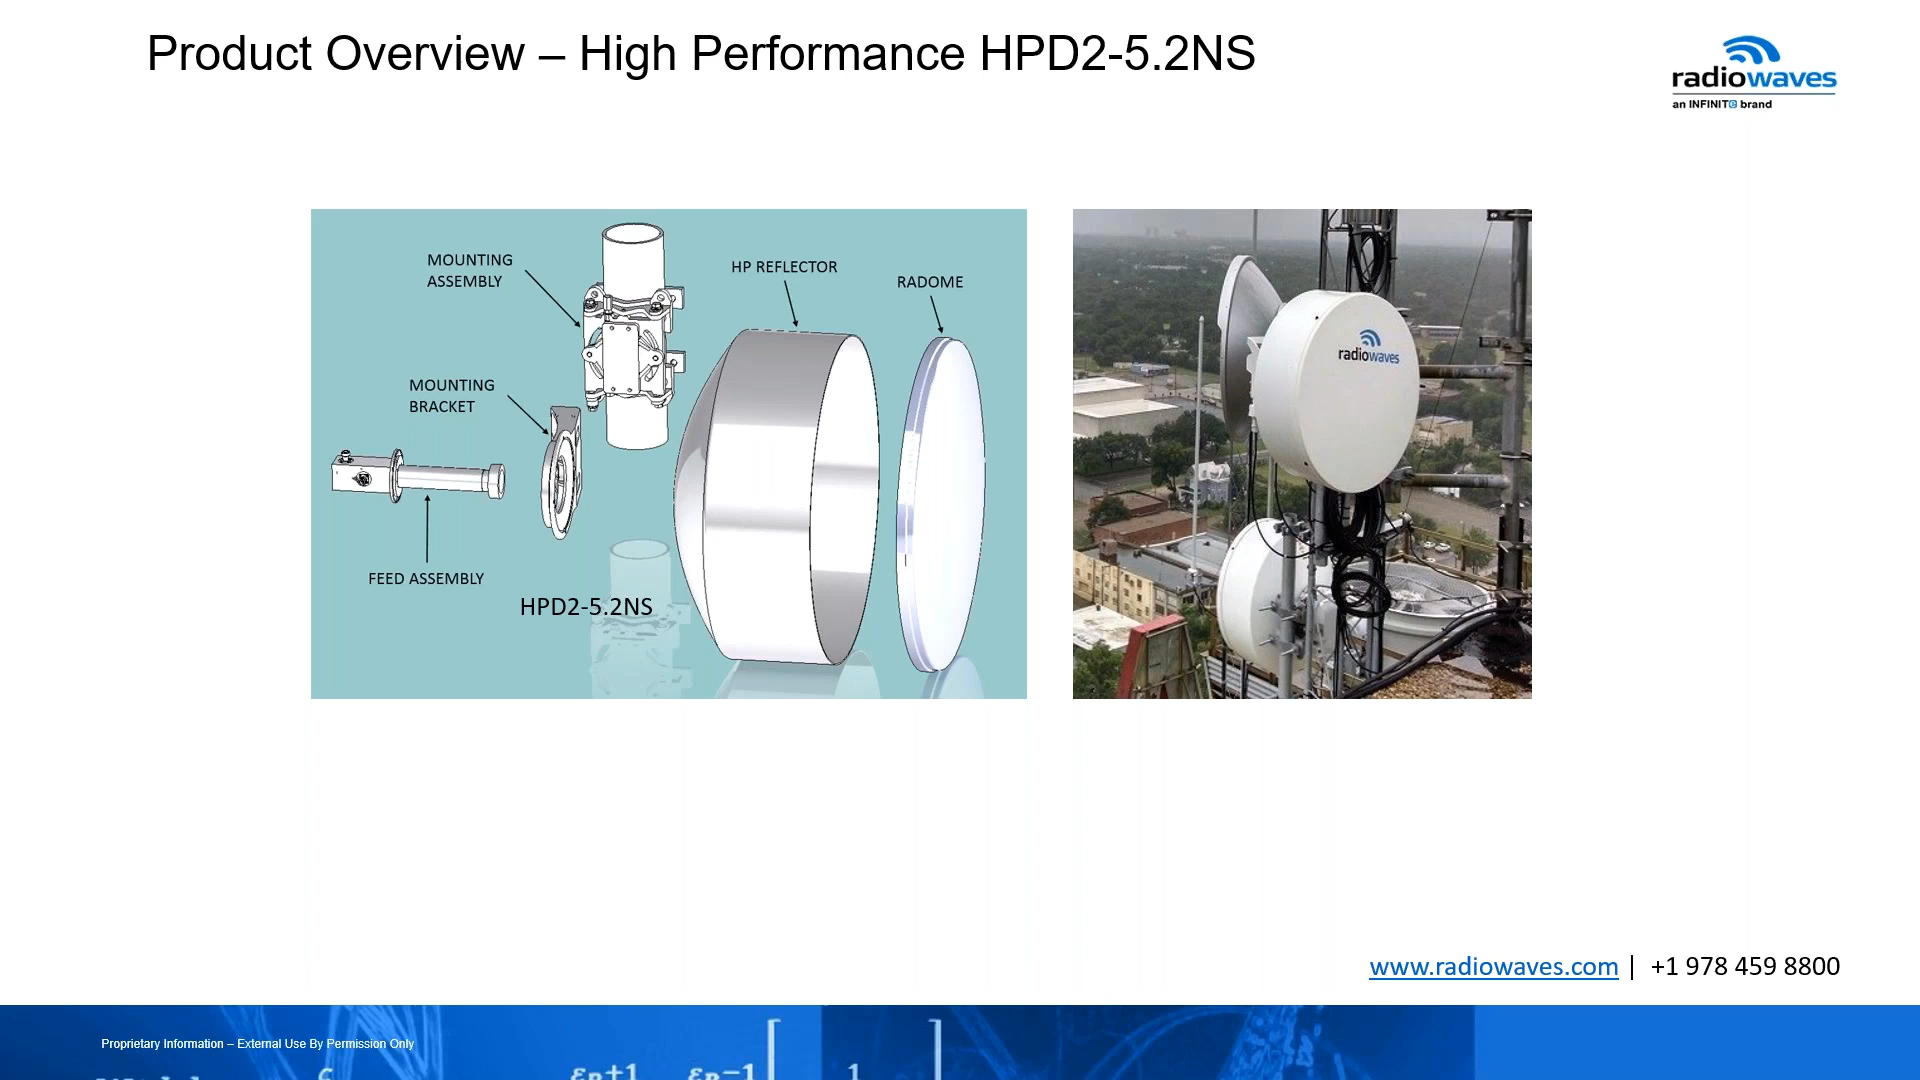 Product Overview – High Performance HPD2-5.2NS
radiowaves
an INFINITe brand
MOUNTING
ASSEMBLY
HP REFLECTOR
RADOME
MOUNTING
BRACKET
FEED ASSEMBLY
HPD2-5.2NS
radiowaves
www.radiowaves.com | +1 978 459 8800
Proprietary Information – External Use By Permission Only